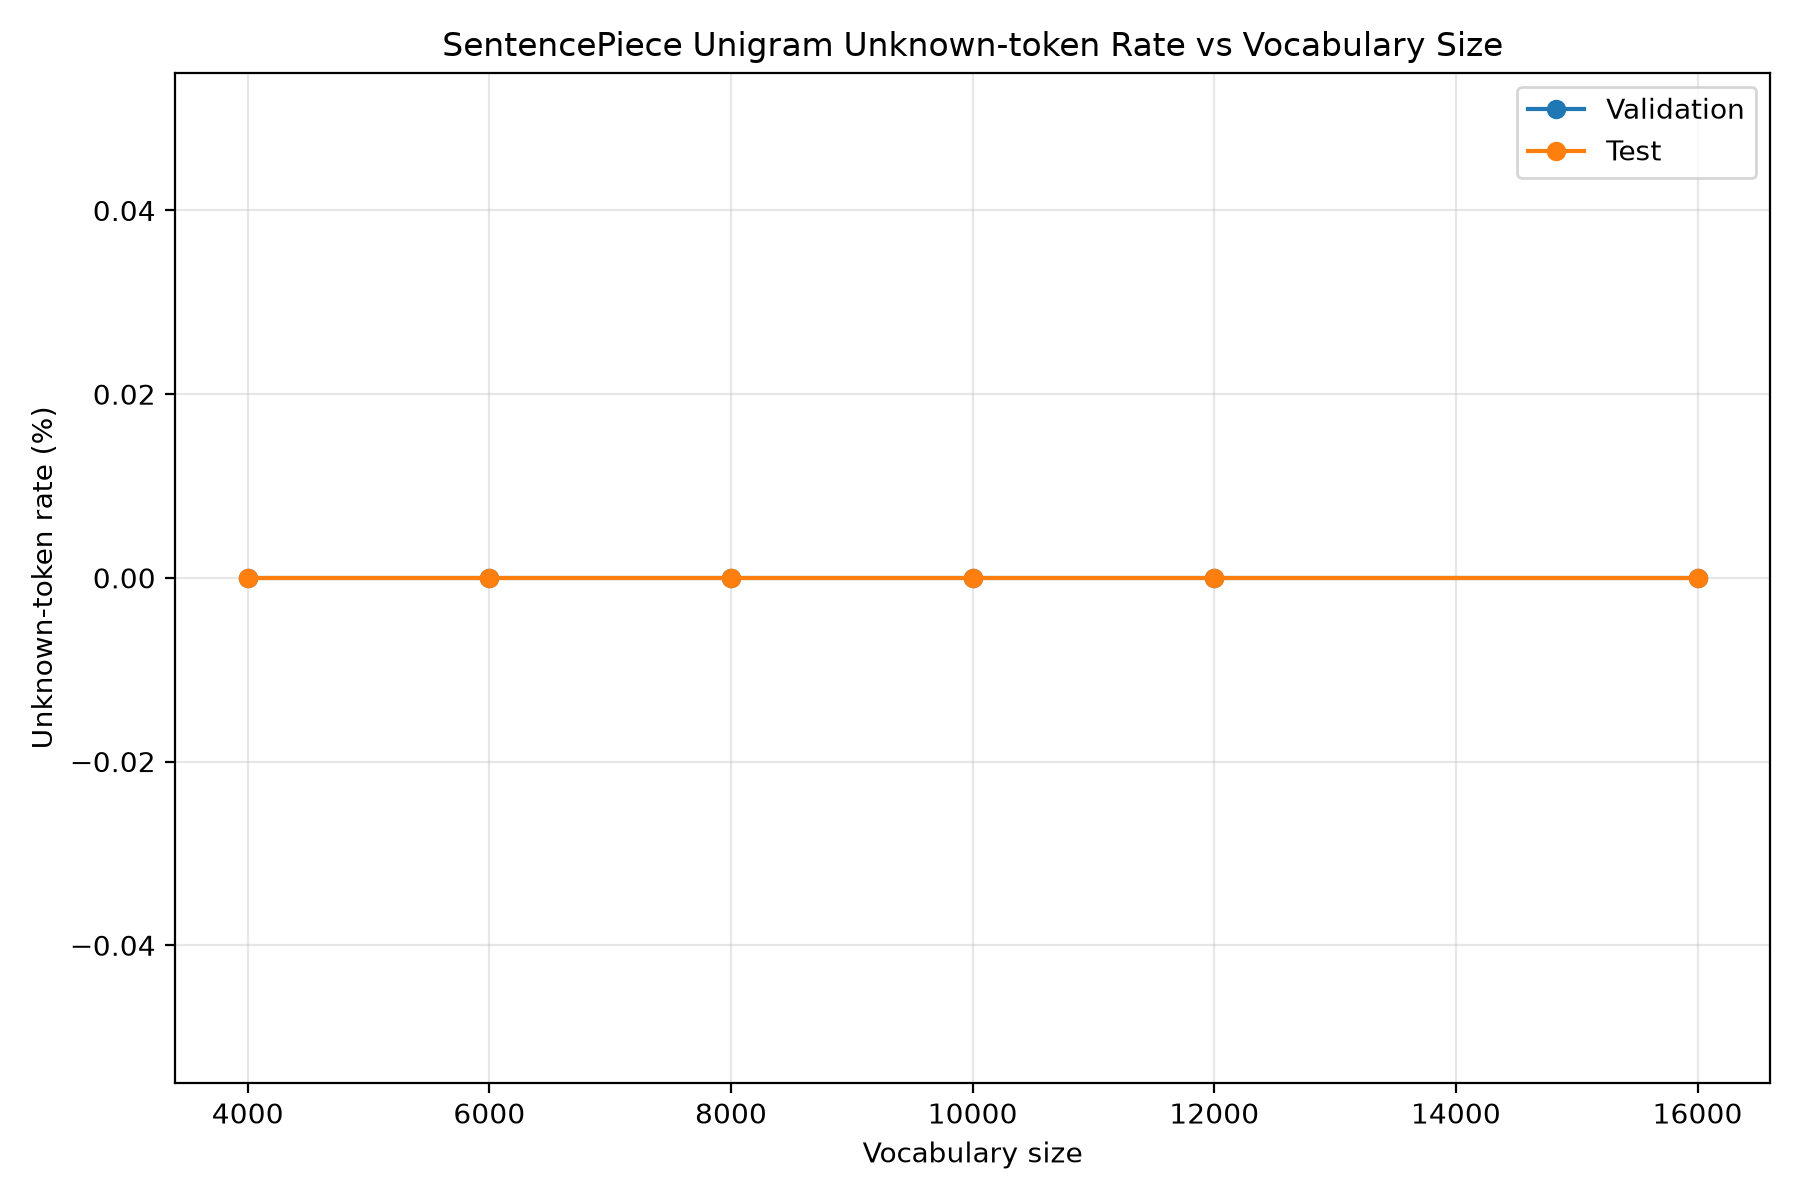 SentencePiece Unigram Unknown-token Rate vs Vocabulary Size
Validation
Test
Unknown-token rate (%)
0.04
0.02
0.00
−0.02
−0.04
4000 6000 8000 10000 12000 14000 16000
Vocabulary size